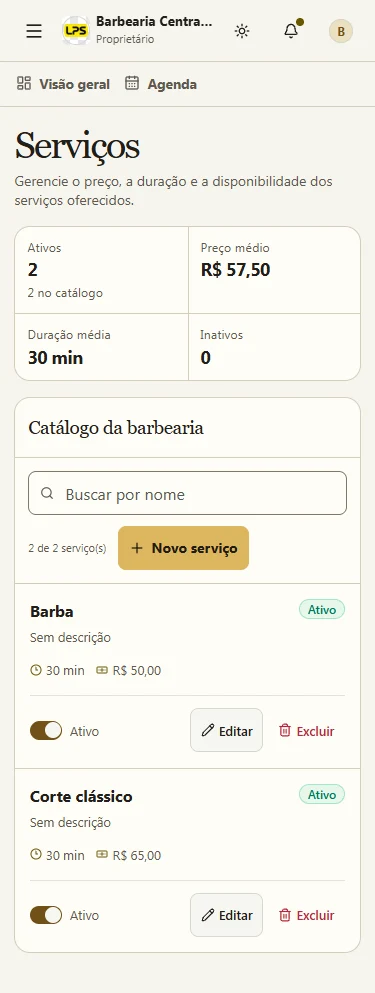 LPS
Barbearia Centra...
Proprietário
B
Visão geral
Agenda
Serviços
Gerencie o preço, a duração e a disponibilidade dos
serviços oferecidos.
Ativos
2
2 no catálogo
Preço médio
R$ 57,50
Duração média
30 min
Inativos
0
Catálogo da barbearia
Buscar por nome
2 de 2 serviço(s)
+ Novo serviço
Barba
Ativo
Sem descrição
30 min
R$ 50,00
Ativo
Editar
Excluir
Corte clássico
Ativo
Sem descrição
30 min
R$ 65,00
Ativo
Editar
Excluir